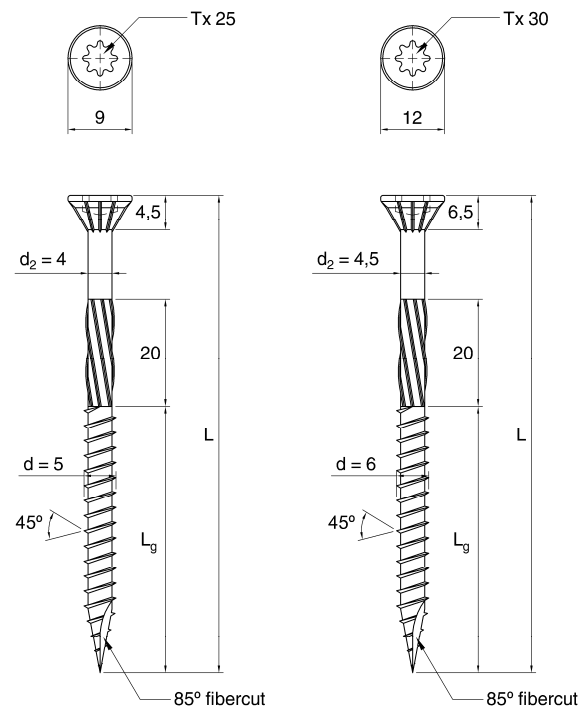 Tx 25
Tx 30
9
12
4,5
6,5
d₂ = 4
d₂ = 4,5
20
20
L
L
d = 5
d = 6
45º
45º
Lg
Lg
85º fibercut
85º fibercut